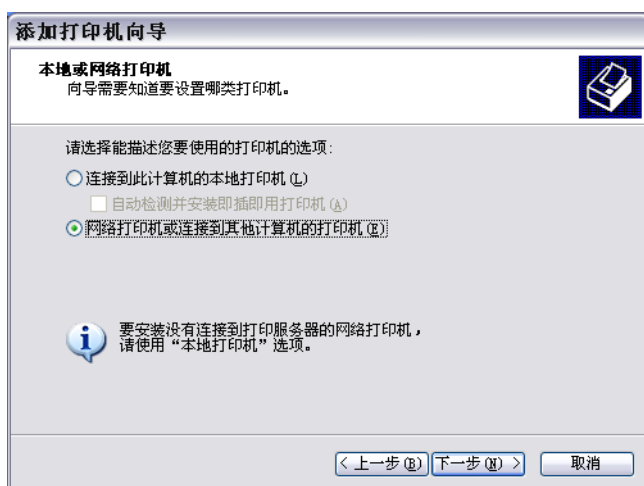 添加打印机向导
本地或网络打印机
向导需要知道要设置哪类打印机。
请选择能描述您要使用的打印机的选项:
连接到此计算机的本地打印机(L)
自动检测并安装即插即用打印机(A)
网络打印机或连接到其他计算机的打印机(E)
要安装没有连接到打印服务器的网络打印机，
请使用“本地打印机”选项。
< 上一步(B) 下一步(N) > 取消